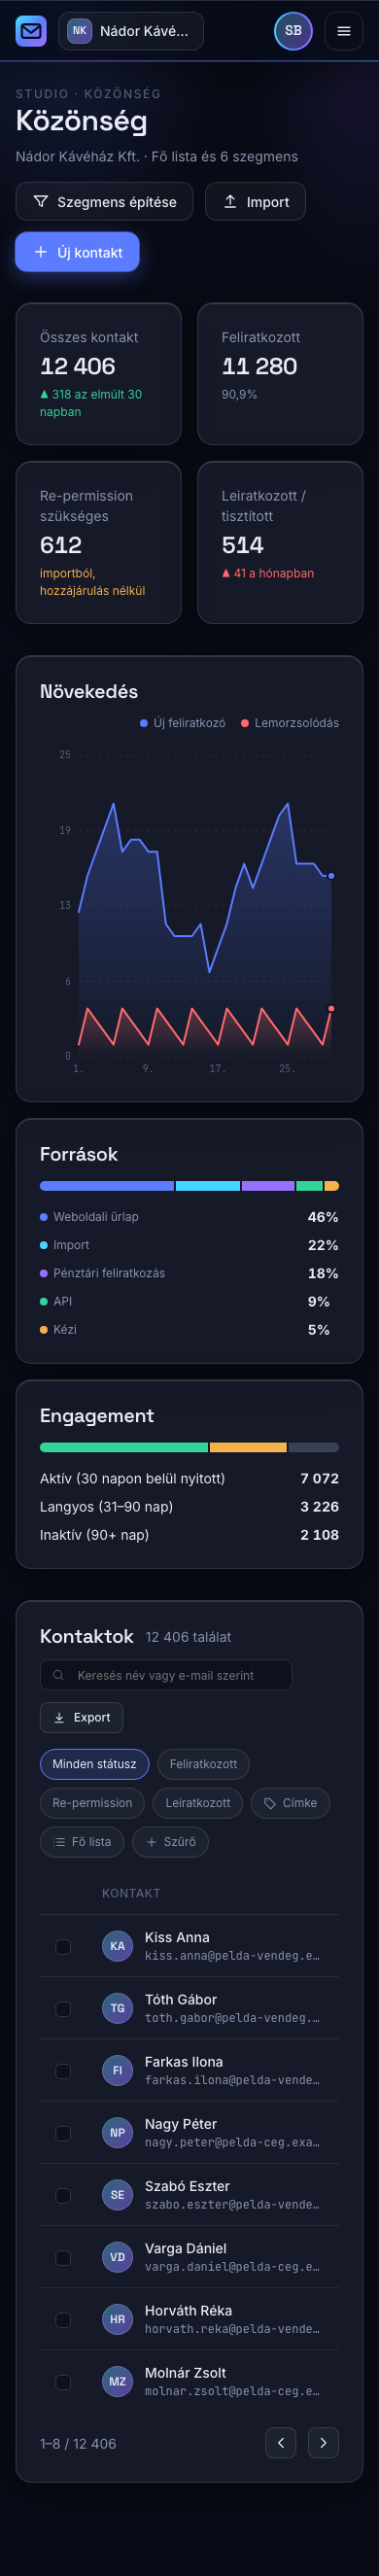 NK Nádor Kávé... SB
STUDIO · KÖZÖNSÉG
Közönség
Nádor Kávéház Kft. · Fő lista és 6 szegmens
Szegmens építése
Import
Új kontakt
Összes kontakt
12 406
318 az elmúlt 30
napban
Feliratkozott
11 280
90,9%
Re-permission
szükséges
612
importból,
hozzájárulás nélkül
Leiratkozott /
tisztított
514
41 a hónapban
Növekedés
Új feliratkozó Lemorzsolódás
25
19
13
6
0
1. 9. 17. 25.
Források
Weboldali űrlap 46%
Import 22%
Pénztári feliratkozás 18%
API 9%
Kézi 5%
Engagement
Aktív (30 napon belül nyitott) 7 072
Langyos (31–90 nap) 3 226
Inaktív (90+ nap) 2 108
Kontaktok 12 406 találat
Keresés név vagy e-mail szerint
Export
Minden státusz Feliratkozott
Re-permission Leiratkozott Címke
Fő lista Szűrő
KONTAKT
KA Kiss Anna
kiss.anna@pelda-vendeg.e…
TG Tóth Gábor
toth.gabor@pelda-vendeg.…
FI Farkas Ilona
farkas.ilona@pelda-vende…
NP Nagy Péter
nagy.peter@pelda-ceg.exa…
SE Szabó Eszter
szabo.eszter@pelda-vende…
VD Varga Dániel
varga.daniel@pelda-ceg.e…
HR Horváth Réka
horvath.reka@pelda-vende…
MZ Molnár Zsolt
molnar.zsolt@pelda-ceg.e…
1–8 / 12 406